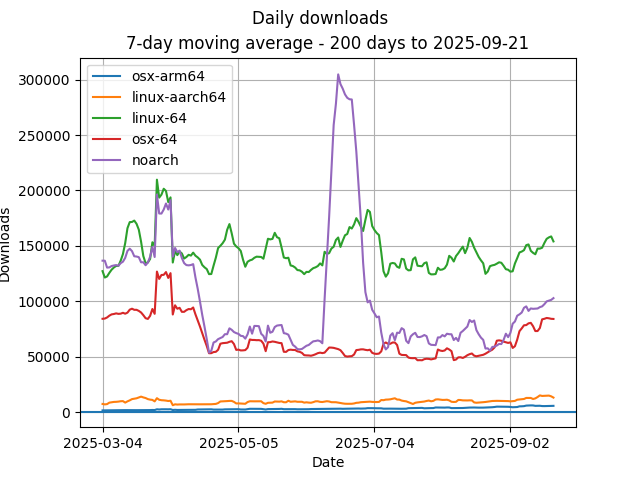 Daily downloads
7-day moving average - 200 days to 2025-09-21
osx-arm64
linux-aarch64
linux-64
osx-64
noarch
300000
250000
200000
150000
100000
50000
0
Downloads
2025-03-04 2025-05-05 2025-07-04 2025-09-02
Date